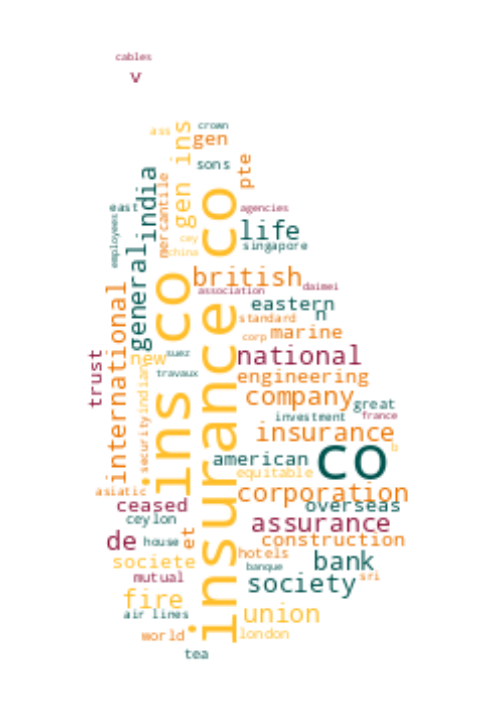 cables
v
crown
ass
gen
gen ins
sons
pte
india
mercantile
east
employees
agencies
life
cey
singapore
china
general
british
association
daimei
eastern
n
standard
international
ins co
insurance co
corp
marine
new
suez
national
trust
travaux
engineering
indian
company
great
investment
france
security
insurance
b
american
co
equitable
asiatic
corporation
ceased
overseas
ceylon
assurance
et
de
house
construction
hotels
societe
banque
bank
sri
mutual
society
fire
air lines
union
world
london
tea